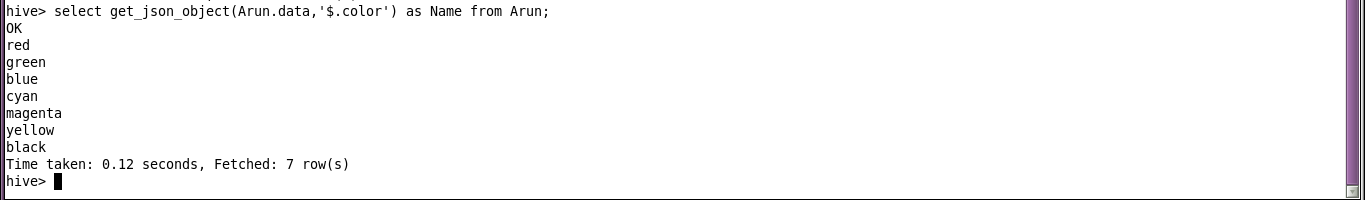 hive> select get_json_object(Arun.data,'$.color') as Name from Arun;
OK
red
green
blue
cyan
magenta
yellow
black
Time taken: 0.12 seconds, Fetched: 7 row(s)
hive>